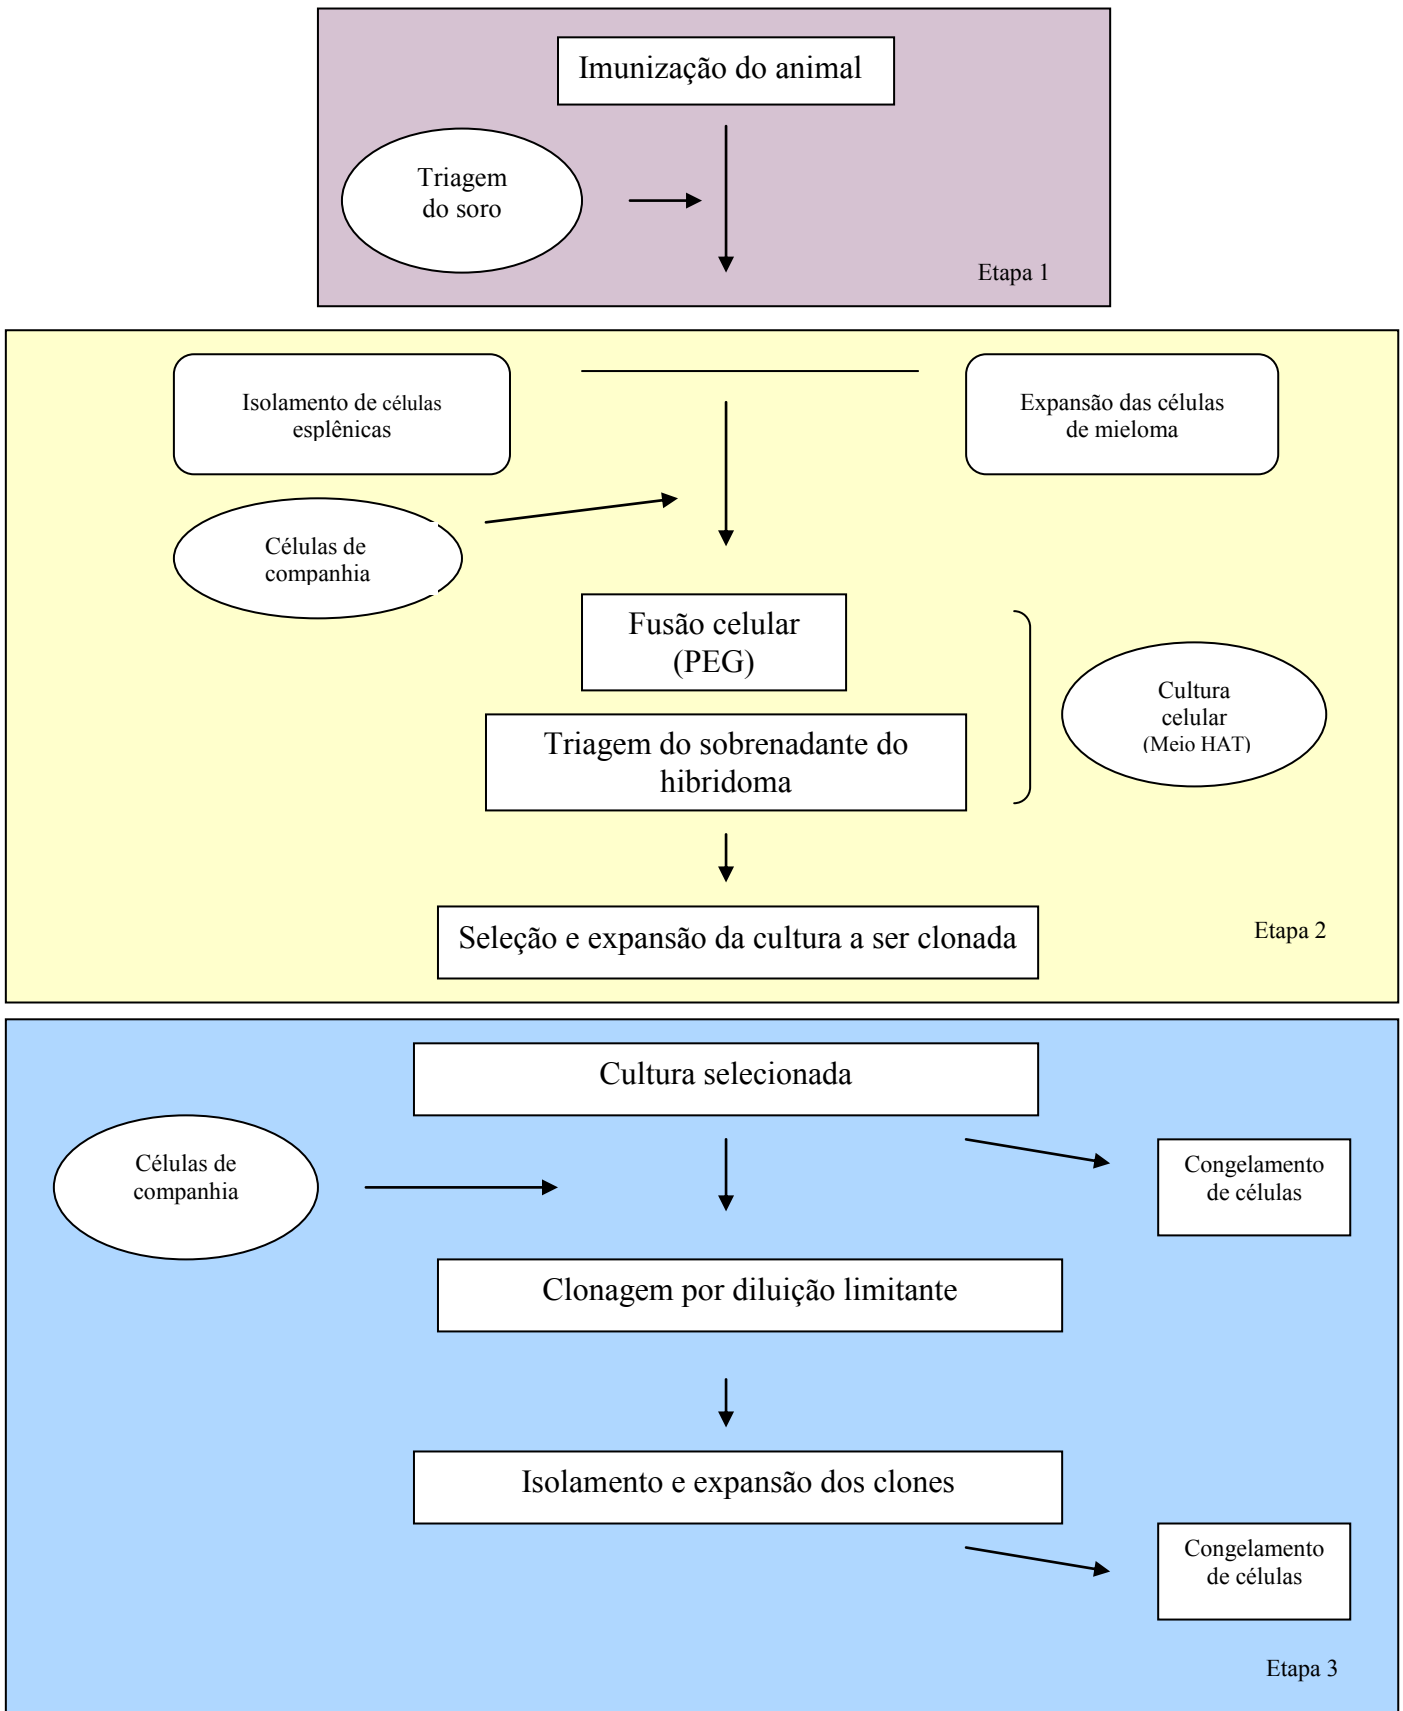 Imunização do animal
Triagem
do soro
Etapa 1
Isolamento de células
esplênicas
Expansão das células
de mieloma
Células de
companhia
Fusão celular
(PEG)
Cultura
celular
(Meio HAT)
Triagem do sobrenadante do
hibridoma
Seleção e expansão da cultura a ser clonada
Etapa 2
Cultura selecionada
Células de
companhia
Congelamento
de células
Clonagem por diluição limitante
Isolamento e expansão dos clones
Congelamento
de células
Etapa 3